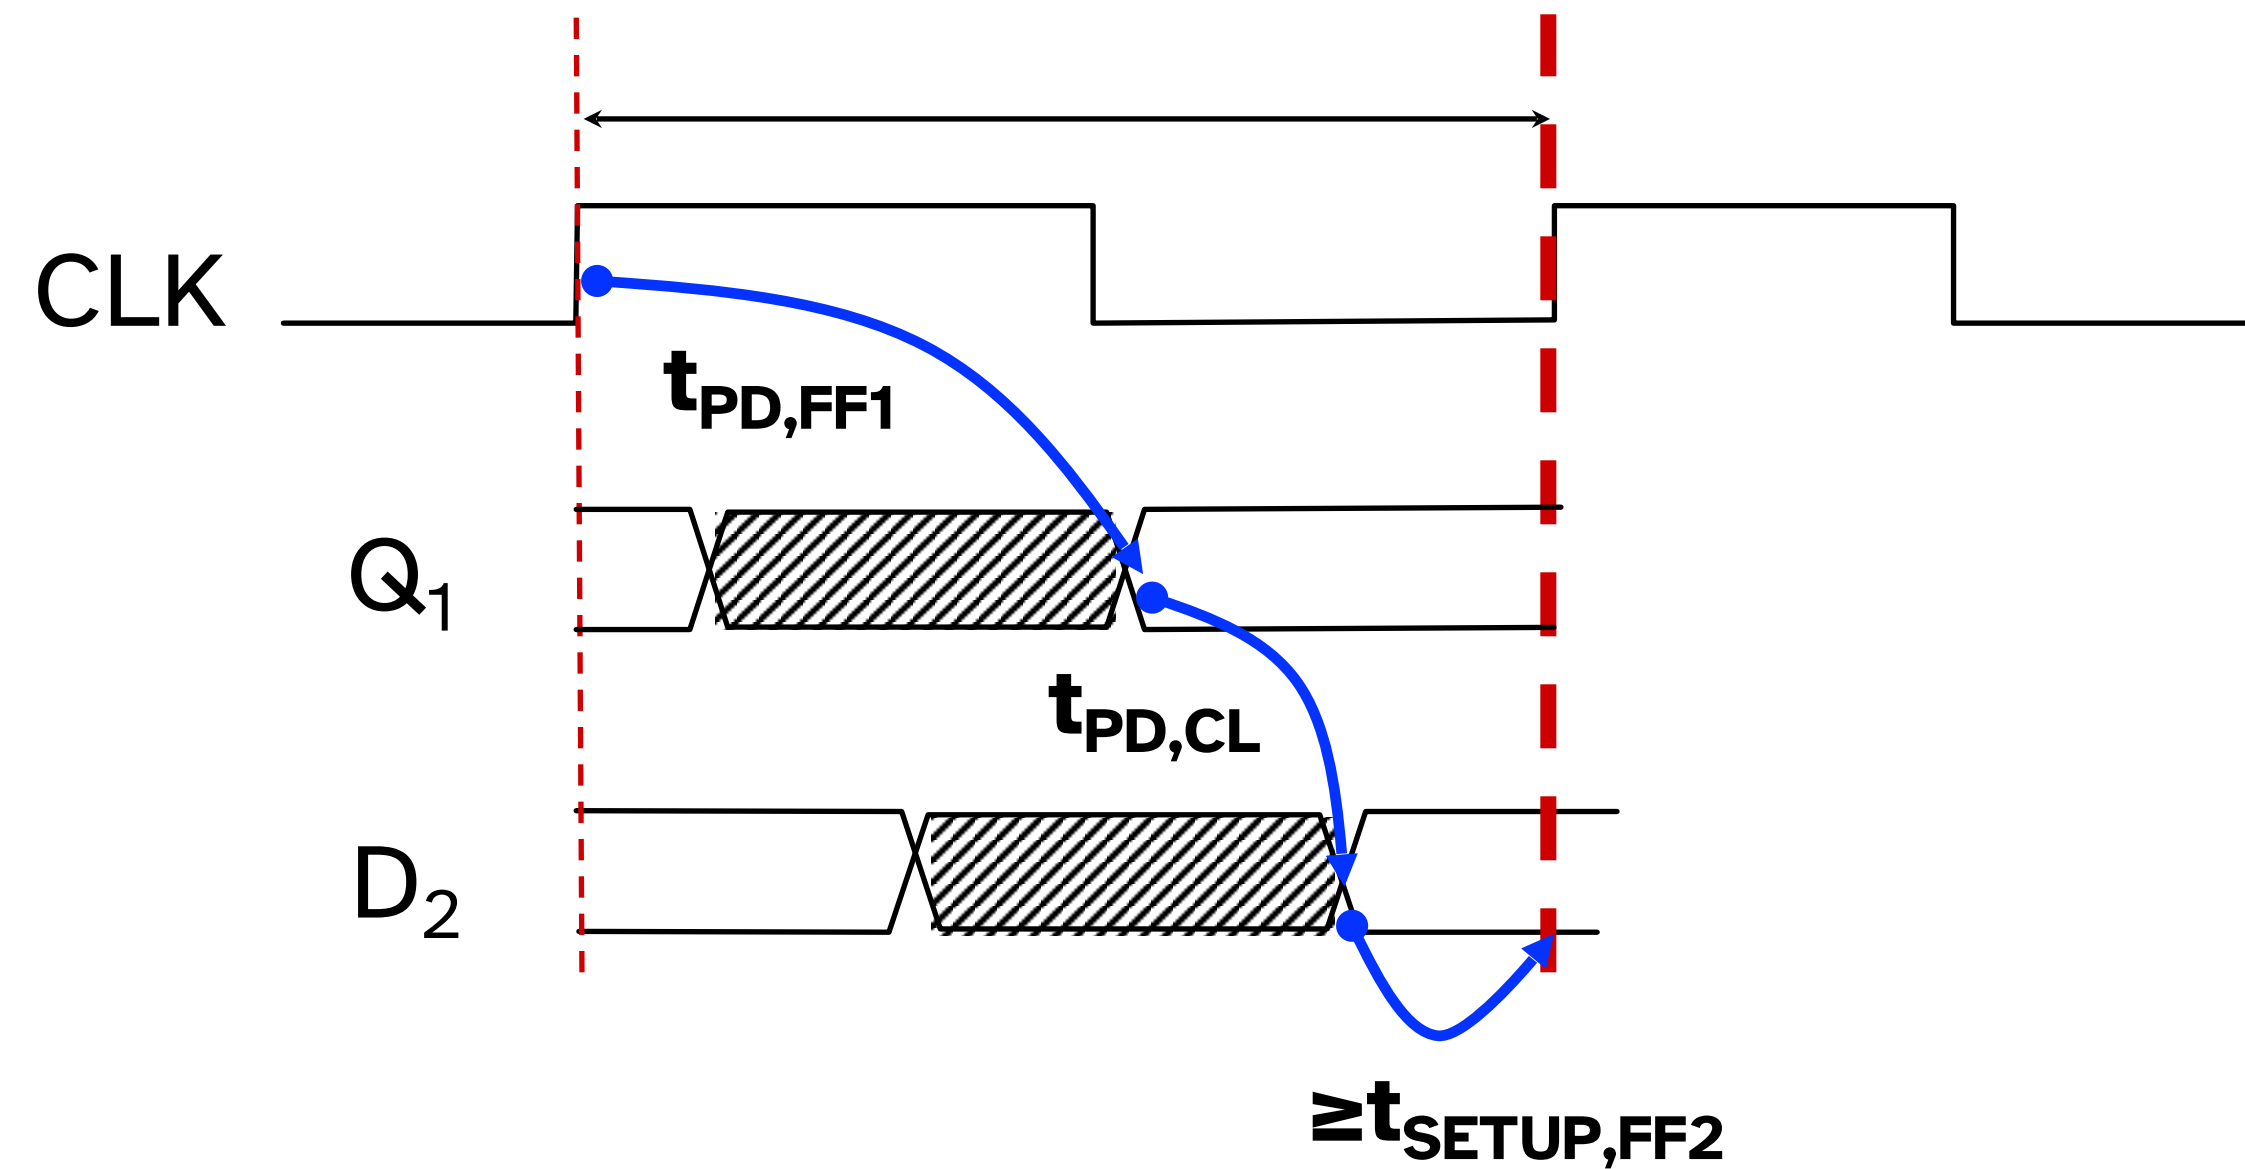 CLK
tPD,FF1
Q1
tPD,CL
D2
≥tSETUP,FF2